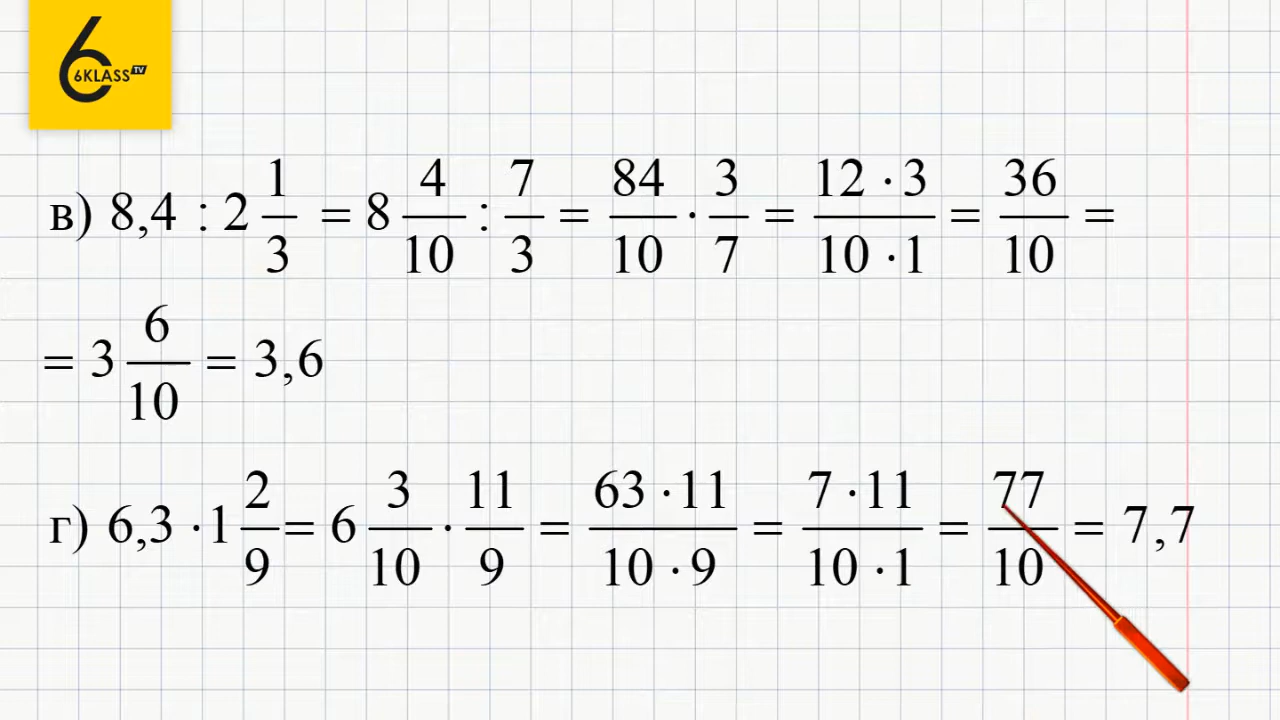 6KLASS TV
в) 8,4 : 2 1/3 = 8 4/10 : 7/3 = 84/10 · 3/7 = 12 · 3/10 · 1 = 36/10 =
= 3 6/10 = 3,6
г) 6,3 · 1 2/9 = 6 3/10 · 11/9 = 63 · 11/10 · 9 = 7 · 11/10 · 1 = 77/10 = 7,7